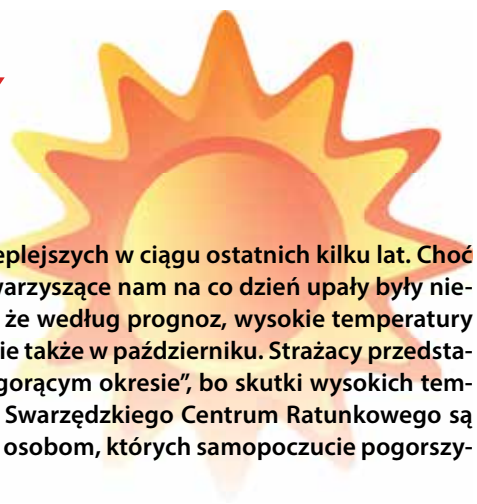 eplejszych w ciągu ostatnich kilku lat. Choć
warzyszące nam na co dzień upały były nie-
że według prognoz, wysokie temperatury
ie także w październiku. Strażacy przedsta-
gorącym okresie”, bo skutki wysokich tem-
Swarzędzkiego Centrum Ratunkowego są
osobom, których samopoczucie pogorszy-